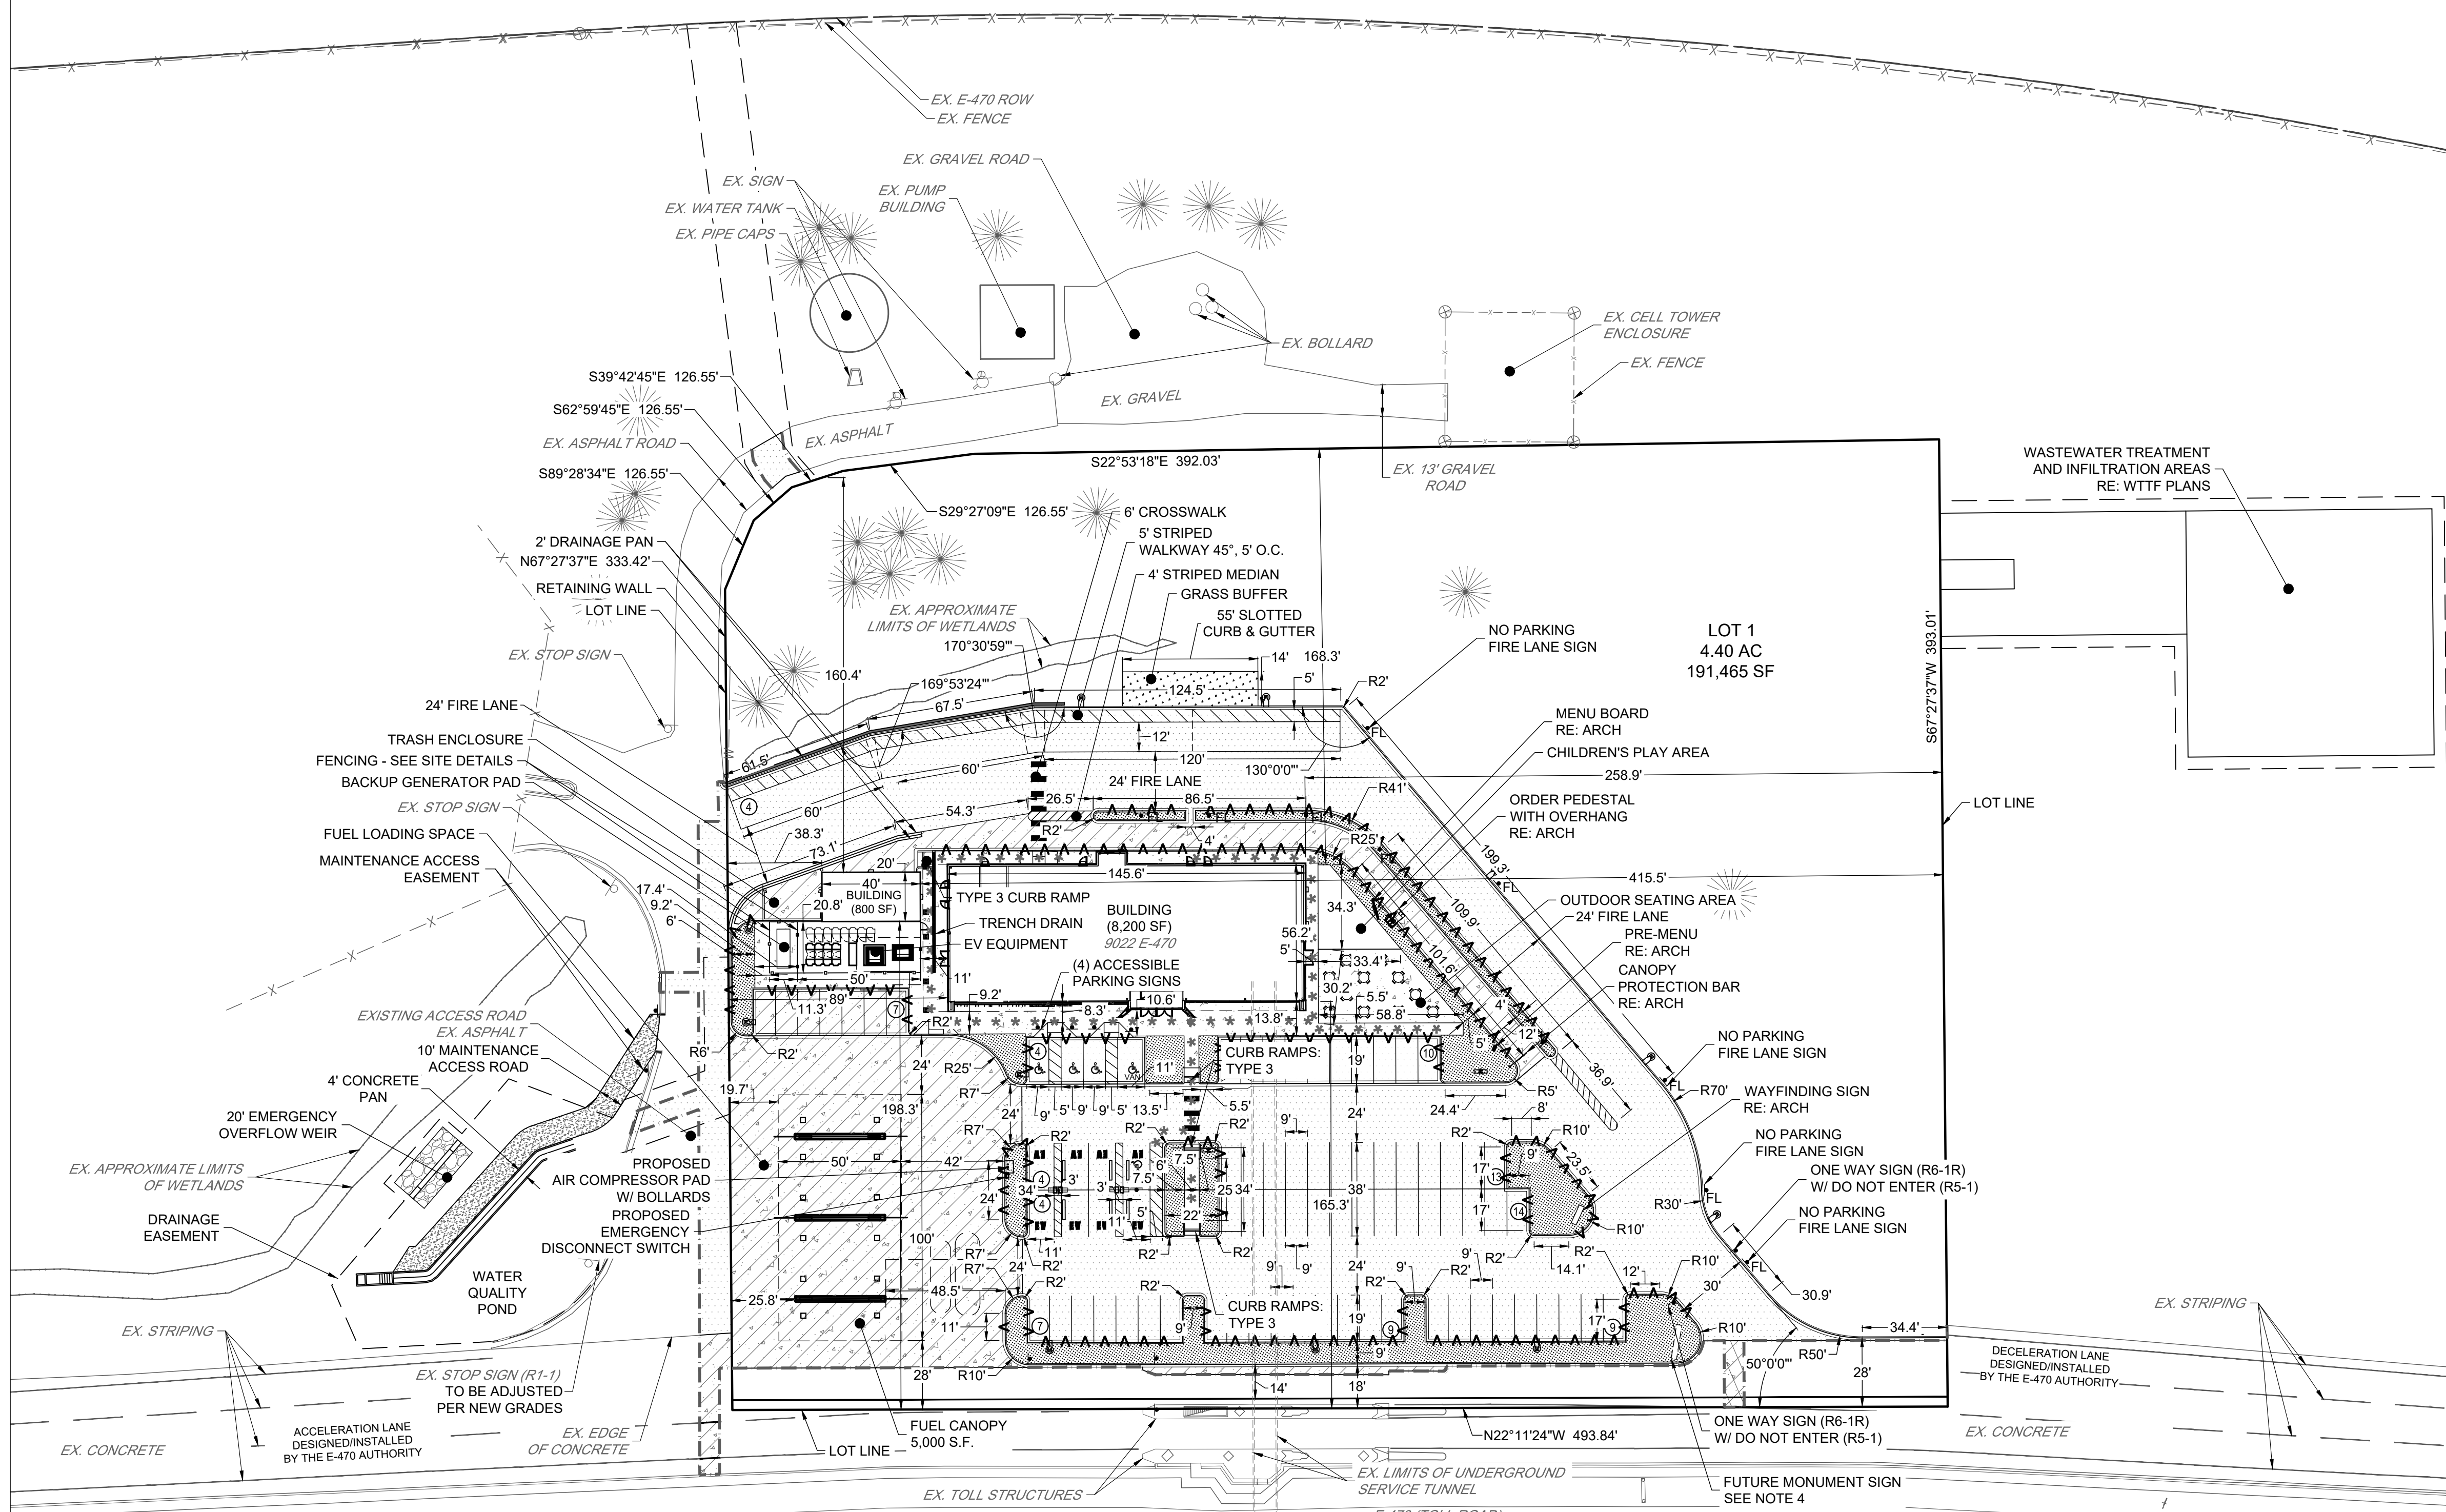 EX. E-470 ROW
EX. FENCE
EX. GRAVEL ROAD
EX. SIGN
EX. PUMP
BUILDING
EX. WATER TANK
EX. PIPE CAPS
EX. CELL TOWER
ENCLOSURE
EX. BOLLARD
EX. FENCE
S39°42'45"E 126.55'
S62°59'45"E 126.55'
EX. GRAVEL
EX. ASPHALT
EX. ASPHALT ROAD
S89°28'34"E 126.55'
S22°53'18"E 392.03'
EX. 13' GRAVEL
ROAD
WASTEWATER TREATMENT
AND INFILTRATION AREAS
RE: WTTF PLANS
S29°27'09"E 126.55'
6' CROSSWALK
5' STRIPED
WALKWAY 45°, 5' O.C.
2' DRAINAGE PAN
N67°27'37"E 333.42'
4' STRIPED MEDIAN
RETAINING WALL
GRASS BUFFER
LOT LINE
EX. APPROXIMATE
LIMITS OF WETLANDS
55' SLOTTED
CURB & GUTTER
NO PARKING
FIRE LANE SIGN
LOT 1
4.40 AC
191,465 SF
S67°27'37"W 393.01'
EX. STOP SIGN
170°30'59"'
14'
168.3'
160.4'
169°53'24"'
5'
R2'
124.5'
67.5'
24' FIRE LANE
MENU BOARD
RE: ARCH
FL
TRASH ENCLOSURE
12'
CHILDREN'S PLAY AREA
FENCING - SEE SITE DETAILS
61.5'
60'
120'
130°0'0"'
258.9'
BACKUP GENERATOR PAD
24' FIRE LANE
R41'
EX. STOP SIGN
4
60'
54.3'
26.5'
86.5'
ORDER PEDESTAL
WITH OVERHANG
RE: ARCH
LOT LINE
FUEL LOADING SPACE
38.3'
R2'
4'
R25'
MAINTENANCE ACCESS
EASEMENT
73.1'
20'
FL
199.3'
145.6'
415.5'
17.4'
40'
BUILDING
(800 SF)
TYPE 3 CURB RAMP
FL
9.2'
20.8'
BUILDING
(8,200 SF)
9022 E-470
34.3'
109.9'
OUTDOOR SEATING AREA
6'
TRENCH DRAIN
24' FIRE LANE
EV EQUIPMENT
56.2'
PRE-MENU
RE: ARCH
5'
101.6'
(4) ACCESSIBLE
PARKING SIGNS
33.4'
CANOPY
PROTECTION BAR
RE: ARCH
50'
11'
30.2'
89'
9.2'
10.6'
5.5'
4'
11.3'
7
8.3'
13.8'
58.8'
EXISTING ACCESS ROAD
EX. ASPHALT
R2'
12'
NO PARKING
FIRE LANE SIGN
10' MAINTENANCE
ACCESS ROAD
R6'
R2'
4
CURB RAMPS:
TYPE 3
19'
10
5'
24'
R25'
VAN
11'
36.9'
FL
R70'
4' CONCRETE
PAN
R7'
R5'
WAYFINDING SIGN
RE: ARCH
19.7'
198.3'
24'
9'
5'
9'
9'
5'
13.5'
5.5'
9'
24'
24.4'
8'
20' EMERGENCY
OVERFLOW WEIR
R7'
R2'
R2'
R2'
R2'
R10'
NO PARKING
FIRE LANE SIGN
EX. APPROXIMATE LIMITS
OF WETLANDS
PROPOSED
AIR COMPRESSOR PAD
W/ BOLLARDS
50'
42'
4
6'
7.5'
17'
9'
23.5'
ONE WAY SIGN (R6-1R)
W/ DO NOT ENTER (R5-1)
24'
34'
4
3'
3'
7.5'
25'
34'
38'
13
R30'
FL
DRAINAGE
EASEMENT
PROPOSED
EMERGENCY
DISCONNECT SWITCH
5'
22'
165.3'
17'
14
R10'
NO PARKING
FIRE LANE SIGN
11'
100'
R7'
11'
R2'
R2'
R2'
9'
R2'
R2'
FL
WATER
QUALITY
POND
R7'
24'
R2'
9'
9'
24'
R2'
9'
R2'
14.1'
12'
R10'
30'
30.9'
25.8'
48.5'
CURB RAMPS:
TYPE 3
EX. STRIPING
11'
7
9'
19'
9
17'
9
R10'
34.4'
EX. STRIPING
9'
R50'
EX. STOP SIGN (R1-1)
TO BE ADJUSTED
PER NEW GRADES
R10'
28'
14'
18'
50°0'0"'
28'
DECELERATION LANE
DESIGNED/INSTALLED
BY THE E-470 AUTHORITY
ACCELERATION LANE
DESIGNED/INSTALLED
BY THE E-470 AUTHORITY
EX. EDGE
OF CONCRETE
FUEL CANOPY
5,000 S.F.
ONE WAY SIGN (R6-1R)
W/ DO NOT ENTER (R5-1)
EX. CONCRETE
LOT LINE
N22°11'24"W 493.84'
EX. CONCRETE
EX. LIMITS OF UNDERGROUND
SERVICE TUNNEL
FUTURE MONUMENT SIGN
SEE NOTE 4
EX. TOLL STRUCTURES